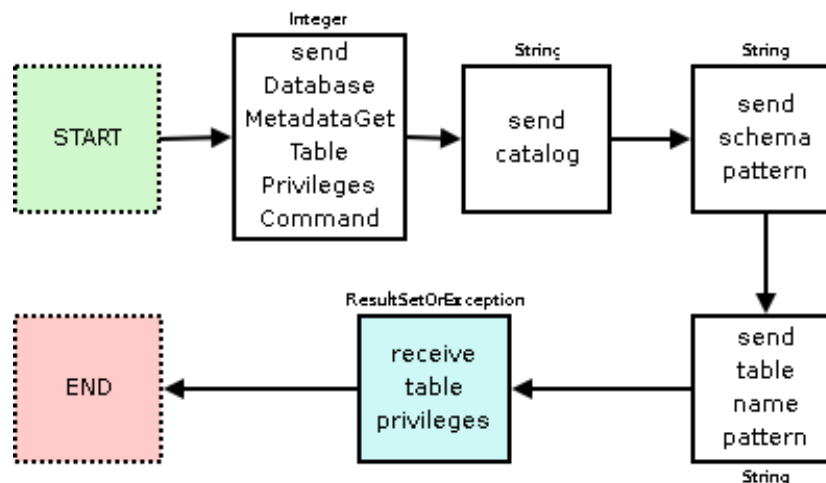 Integer
String
String
START
send
Database
MetadataGet
Table
Privileges
Command
send
catalog
send
schema
pattern
ResultSetOrException
END
receive
table
privileges
send
table
name
pattern
String